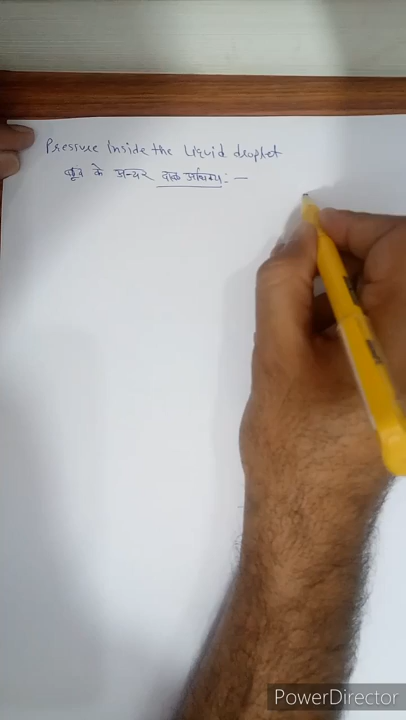 Pressure Inside the Liquid droplet
बूंद के अन्दर दाब आधिक्य :—
PowerDirector